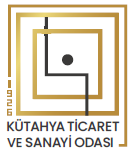 1926
KÜTAHYA TİCARET
VE SANAYİ ODASI